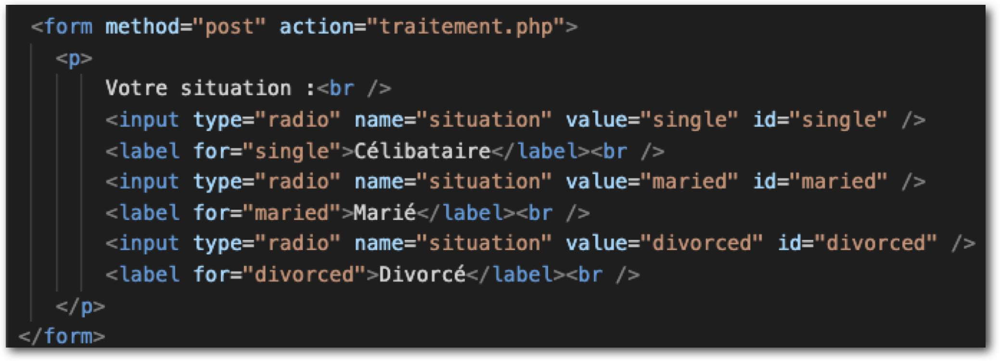 <form method="post" action="traitement.php">
<p>
Votre situation :<br />
<input type="radio" name="situation" value="single" id="single" />
<label for="single">Célibataire</label><br />
<input type="radio" name="situation" value="maried" id="maried" />
<label for="maried">Marié</label><br />
<input type="radio" name="situation" value="divorced" id="divorced" />
<label for="divorced">Divorcé</label><br />
</p>
</form>